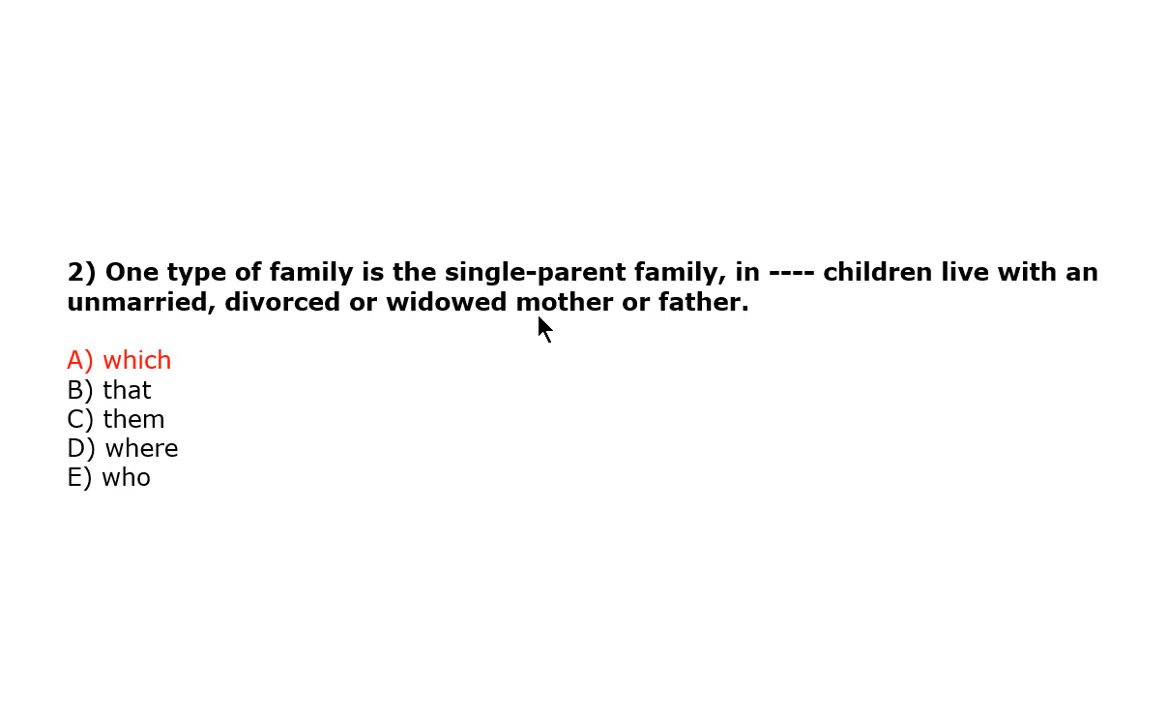 2) One type of family is the single-parent family, in ---- children live with an
unmarried, divorced or widowed mother or father.
A) which
B) that
C) them
D) where
E) who